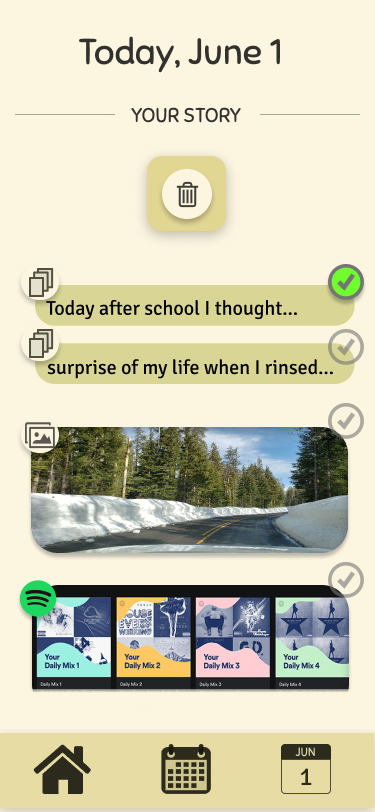 Today, June 1
YOUR STORY
Today after school I thought...
surprise of my life when I rinsed...
Your
Daily Mix 1
Your
Daily Mix 2
Your
Daily Mix 3
Your
Daily Mix 4
Daily Mix 1
Daily Mix 2
Daily Mix 3
Daily Mix 4
JUN
1